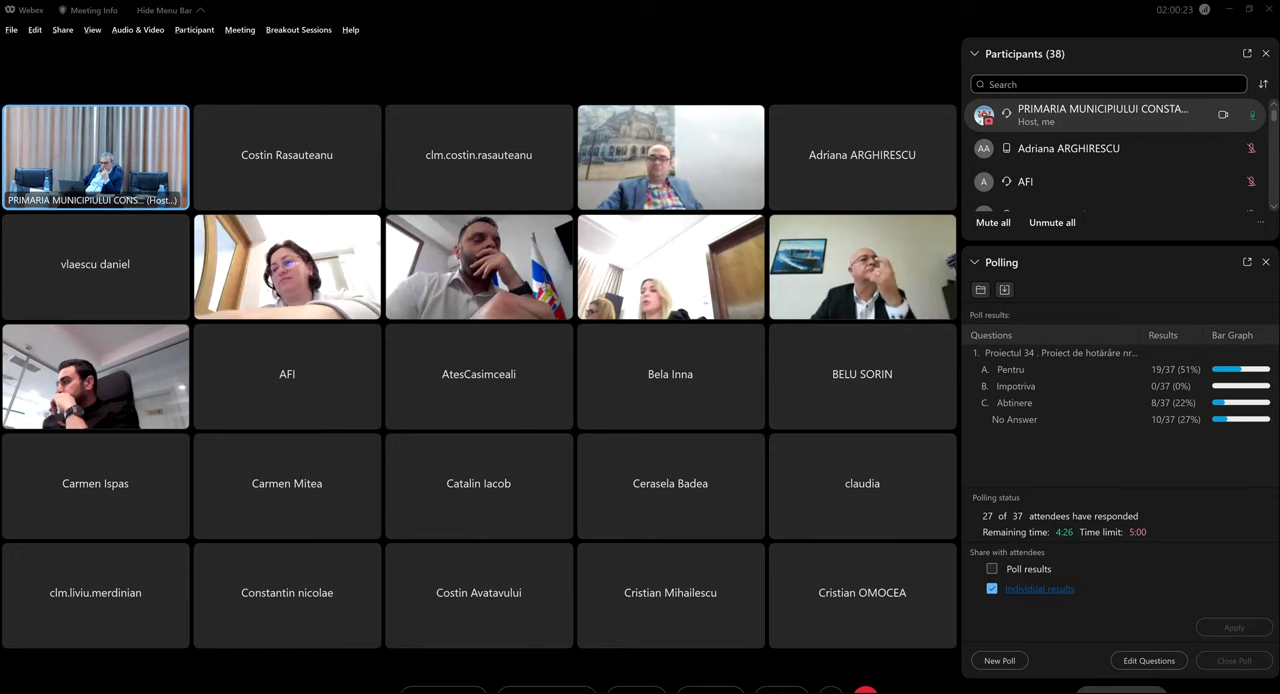 Webex
Meeting Info
Hide Menu Bar
02:00:23
File Edit Share View Audio & Video Participant Meeting Breakout Sessions Help
PRIMARIA MUNICIPIULUI CONS... (Host...)
Costin Rasauteanu
clm.costin.rasauteanu
Adriana ARGHIRESCU
vlaescu daniel
AFI
AtesCasimceali
Bela Inna
BELU SORIN
Carmen Ispas
Carmen Mitea
Catalin Iacob
Cerasela Badea
claudia
clm.liviu.merdinian
Constantin nicolae
Costin Avatavului
Cristian Mihailescu
Cristian OMOCEA
Participants (38)
Search
PRIMARIA MUNICIPIULUI CONSTA...
Host, me
AA Adriana ARGHIRESCU
A AFI
Mute all Unmute all ...
Polling
Poll results:
Questions Results Bar Graph
1. Proiectul 34 . Proiect de hotărâre nr...
A. Pentru 19/37 (51%)
B. Impotriva 0/37 (0%)
C. Abtinere 8/37 (22%)
No Answer 10/37 (27%)
Polling status
27 of 37 attendees have responded
Remaining time: 4:26 Time limit: 5:00
Share with attendees
Poll results
Individual results
Apply
New Poll Edit Questions Close Poll